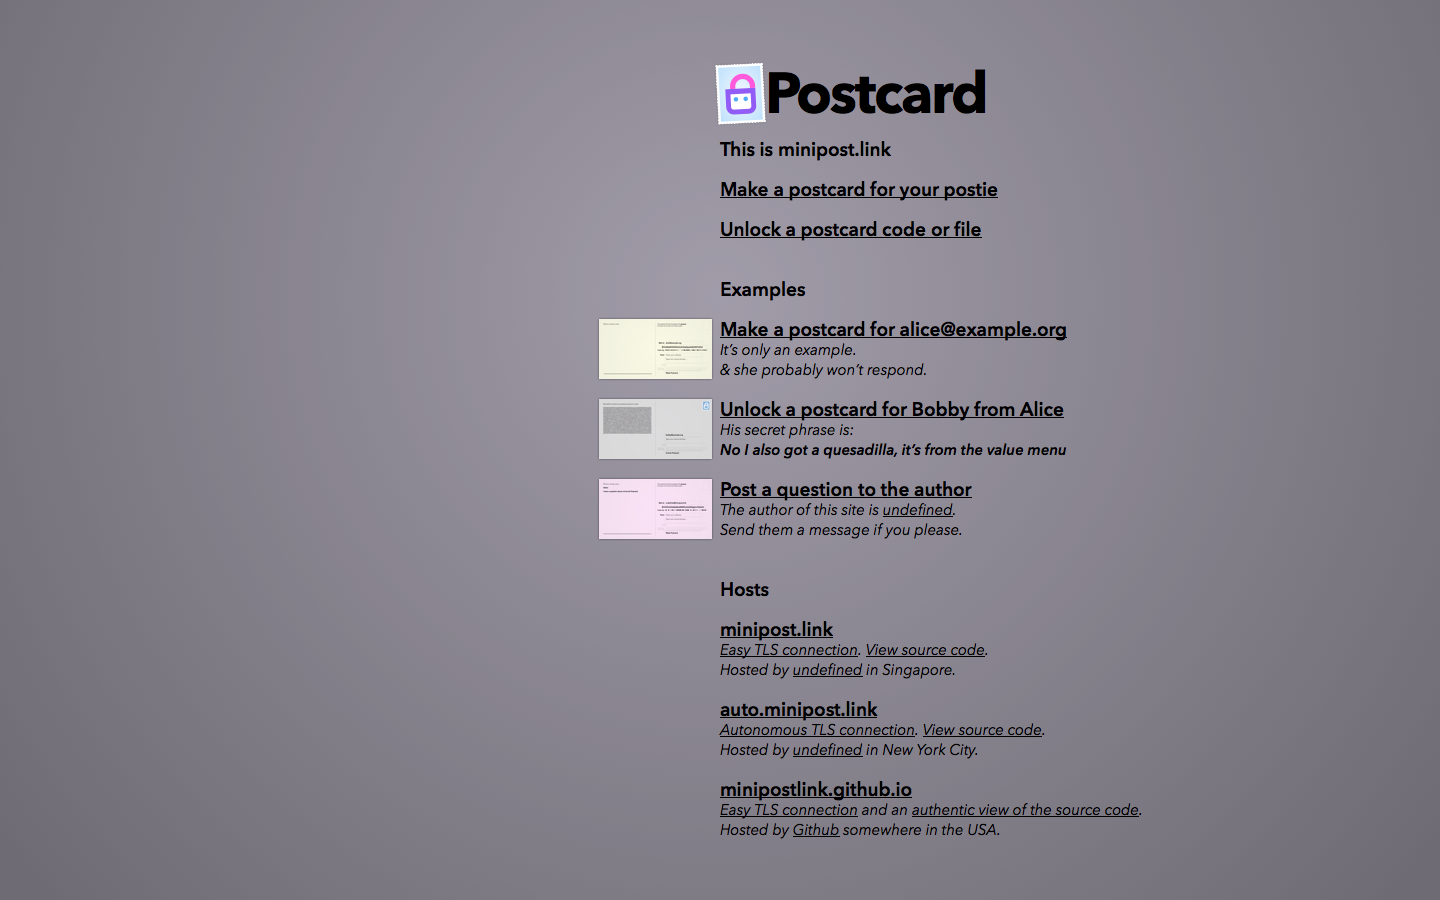 Postcard
This is minipost.link
Make a postcard for your postie
Unlock a postcard code or file
Examples
Make a postcard for alice@example.org
It’s only an example.
& she probably won’t respond.
Unlock a postcard for Bobby from Alice
His secret phrase is:
No I also got a quesadilla, it’s from the value menu
Post a question to the author
The author of this site is undefined.
Send them a message if you please.
Hosts
minipost.link
Easy TLS connection. View source code.
Hosted by undefined in Singapore.
auto.minipost.link
Autonomous TLS connection. View source code.
Hosted by undefined in New York City.
minipostlink.github.io
Easy TLS connection and an authentic view of the source code.
Hosted by Github somewhere in the USA.